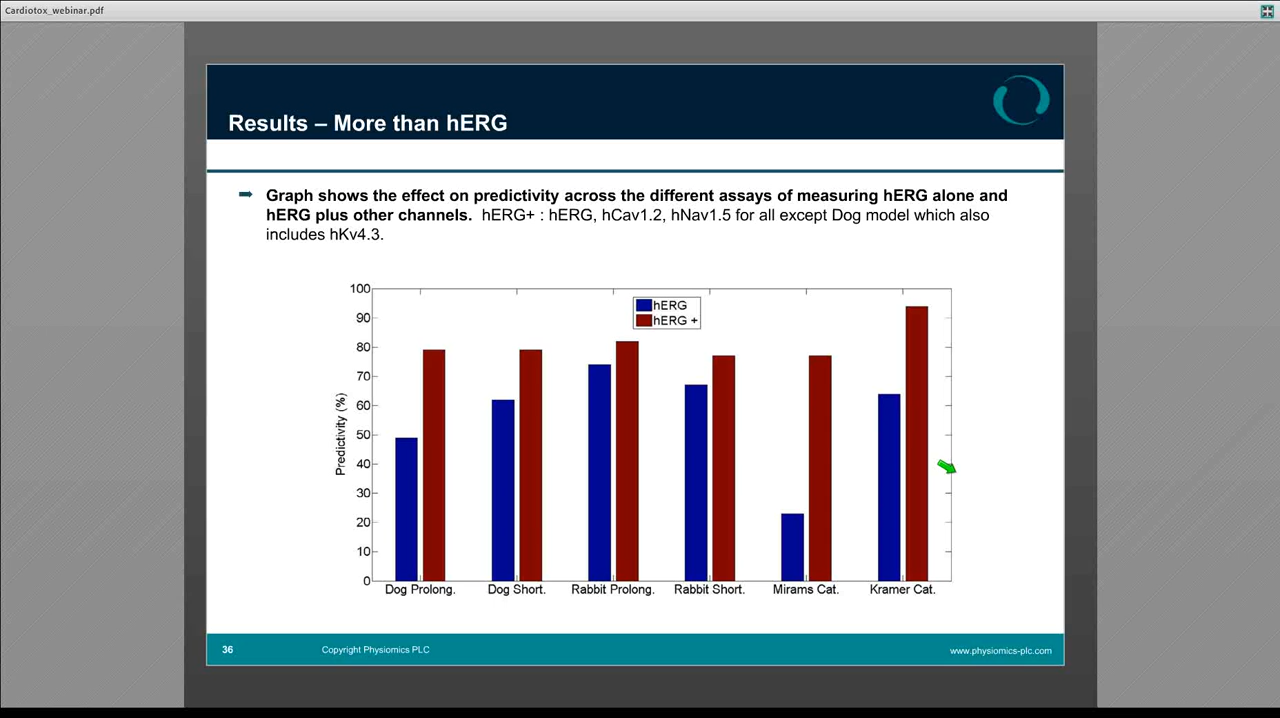 Cardiotox_webinar.pdf
Results – More than hERG
Graph shows the effect on predictivity across the different assays of measuring hERG alone and
hERG plus other channels. hERG+ : hERG, hCav1.2, hNav1.5 for all except Dog model which also
includes hKv4.3.
100
90
80
70
60
50
40
30
20
10
0
Predictivity (%)
hERG
hERG +
Dog Prolong. Dog Short. Rabbit Prolong. Rabbit Short. Mirams Cat. Kramer Cat.
36 Copyright Physiomics PLC www.physiomics-plc.com